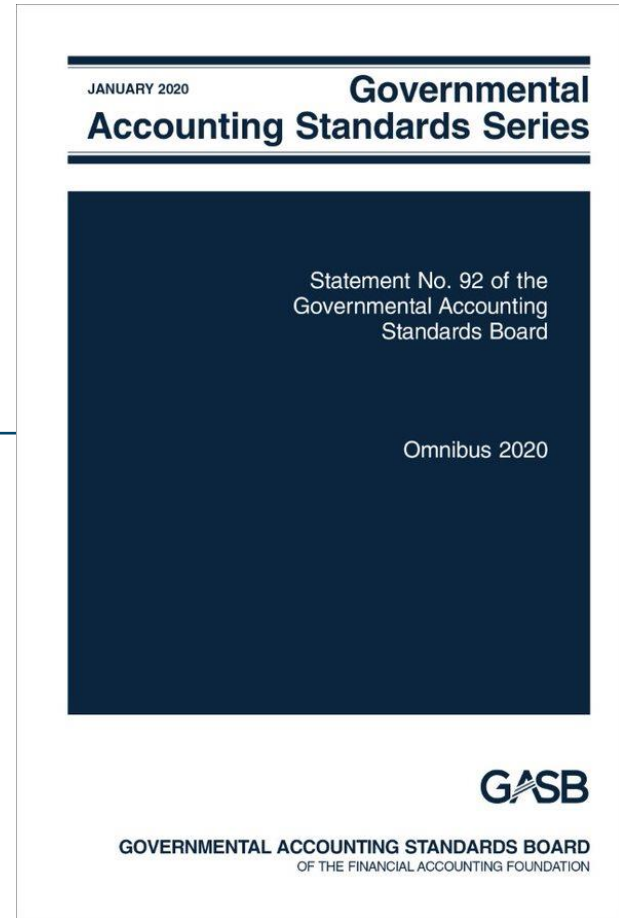 JANUARY 2020
Governmental
Accounting Standards Series
Statement No. 92 of the
Governmental Accounting
Standards Board
Omnibus 2020
GASB
GOVERNMENTAL ACCOUNTING STANDARDS BOARD
OF THE FINANCIAL ACCOUNTING FOUNDATION